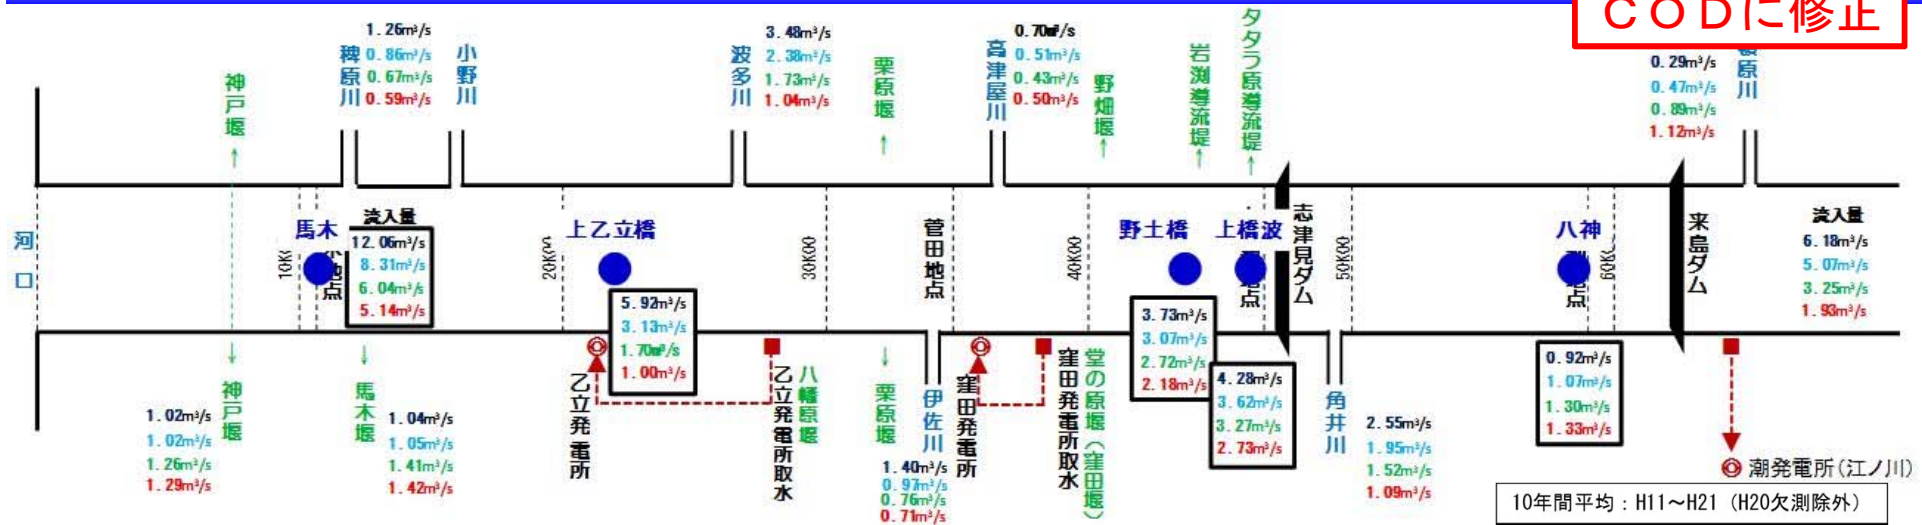 CODに修正
1.26m³/s
0.86m³/s
0.67m³/s
0.59m³/s
稗原川
小野川
3.48m³/s
2.38m³/s
1.73m³/s
1.04m³/s
波多川
栗原堰
0.70m³/s
0.51m³/s
0.43m³/s
0.50m³/s
高津屋川
野畑堰
岩渕導流堤
タタラ原導流堤
0.29m³/s
0.47m³/s
0.89m³/s
1.12m³/s
原川
神戸堰
河口
10K0
馬木
地点
流入量
12.06m³/s
8.31m³/s
6.04m³/s
5.14m³/s
20K00
上乙立橋
5.92m³/s
3.13m³/s
1.70m³/s
1.00m³/s
30K00
菅田地点
40K00
野土橋
上橋波
地点
志津見ダム
50K00
八神
地点
60K0
来島ダム
流入量
6.18m³/s
5.07m³/s
3.25m³/s
1.93m³/s
3.73m³/s
3.07m³/s
2.72m³/s
2.18m³/s
4.28m³/s
3.62m³/s
3.27m³/s
2.73m³/s
0.92m³/s
1.07m³/s
1.30m³/s
1.33m³/s
1.02m³/s
1.02m³/s
1.26m³/s
1.29m³/s
神戸堰
馬木堰
1.04m³/s
1.05m³/s
1.41m³/s
1.42m³/s
乙立発電所
乙立発電所取水
八幡原堰
栗原堰
伊佐川
1.40m³/s
0.97m³/s
0.76m³/s
0.71m³/s
窪田発電所
窪田発電所取水
堂の原堰(窪田堰)
角井川
2.55m³/s
1.95m³/s
1.52m³/s
1.09m³/s
潮発電所(江ノ川)
10年間平均：H11～H21（H20欠測除外）